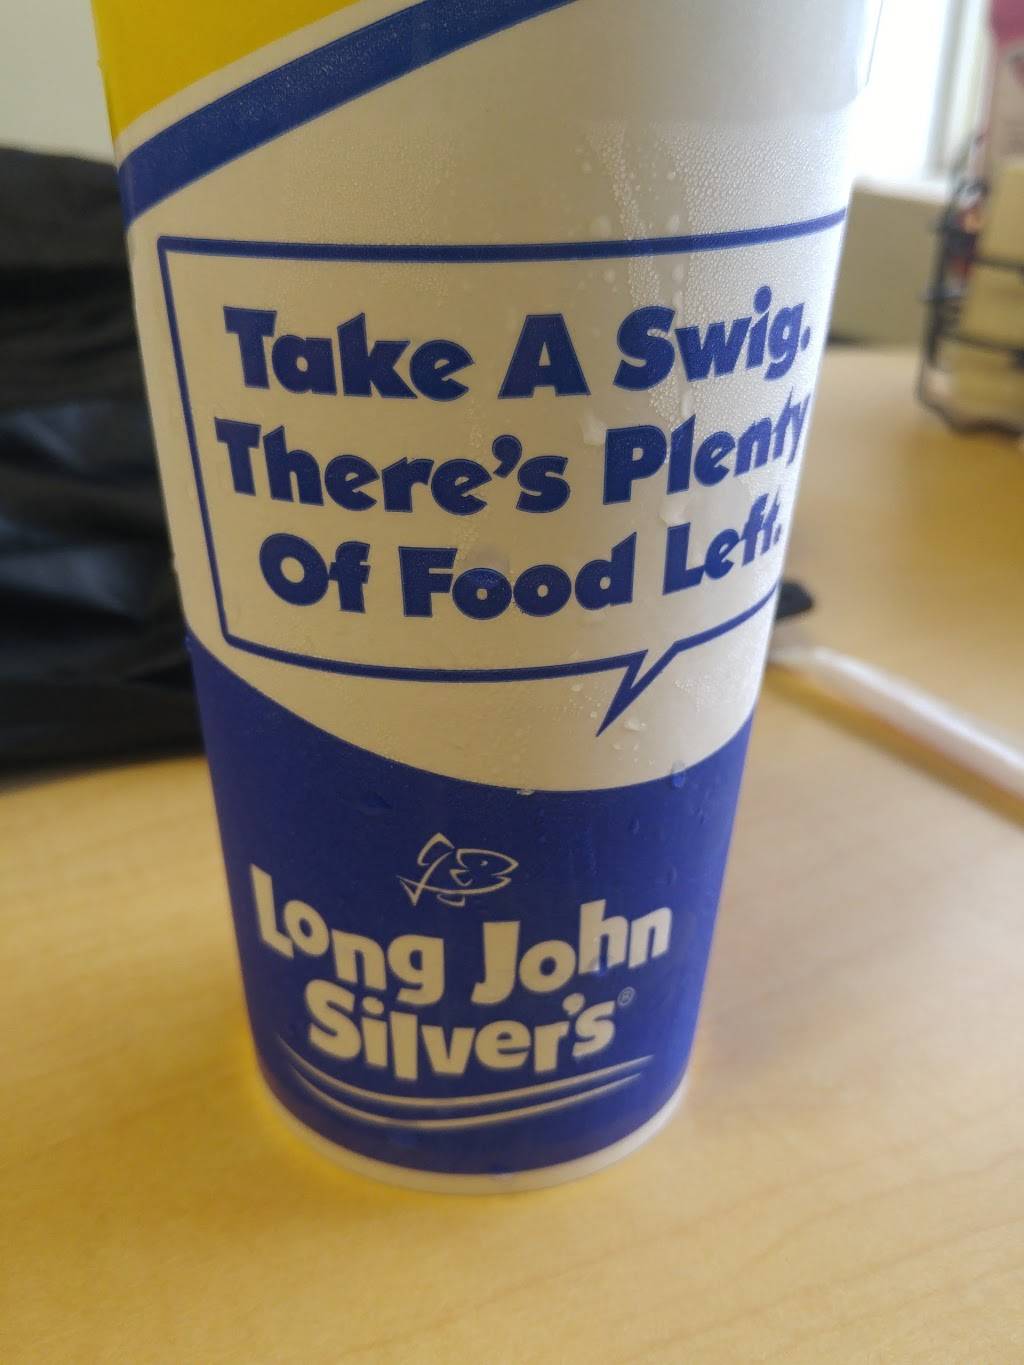 Take A Swig.
There's Plenty
Of Food Left.
Long John
Silver's®